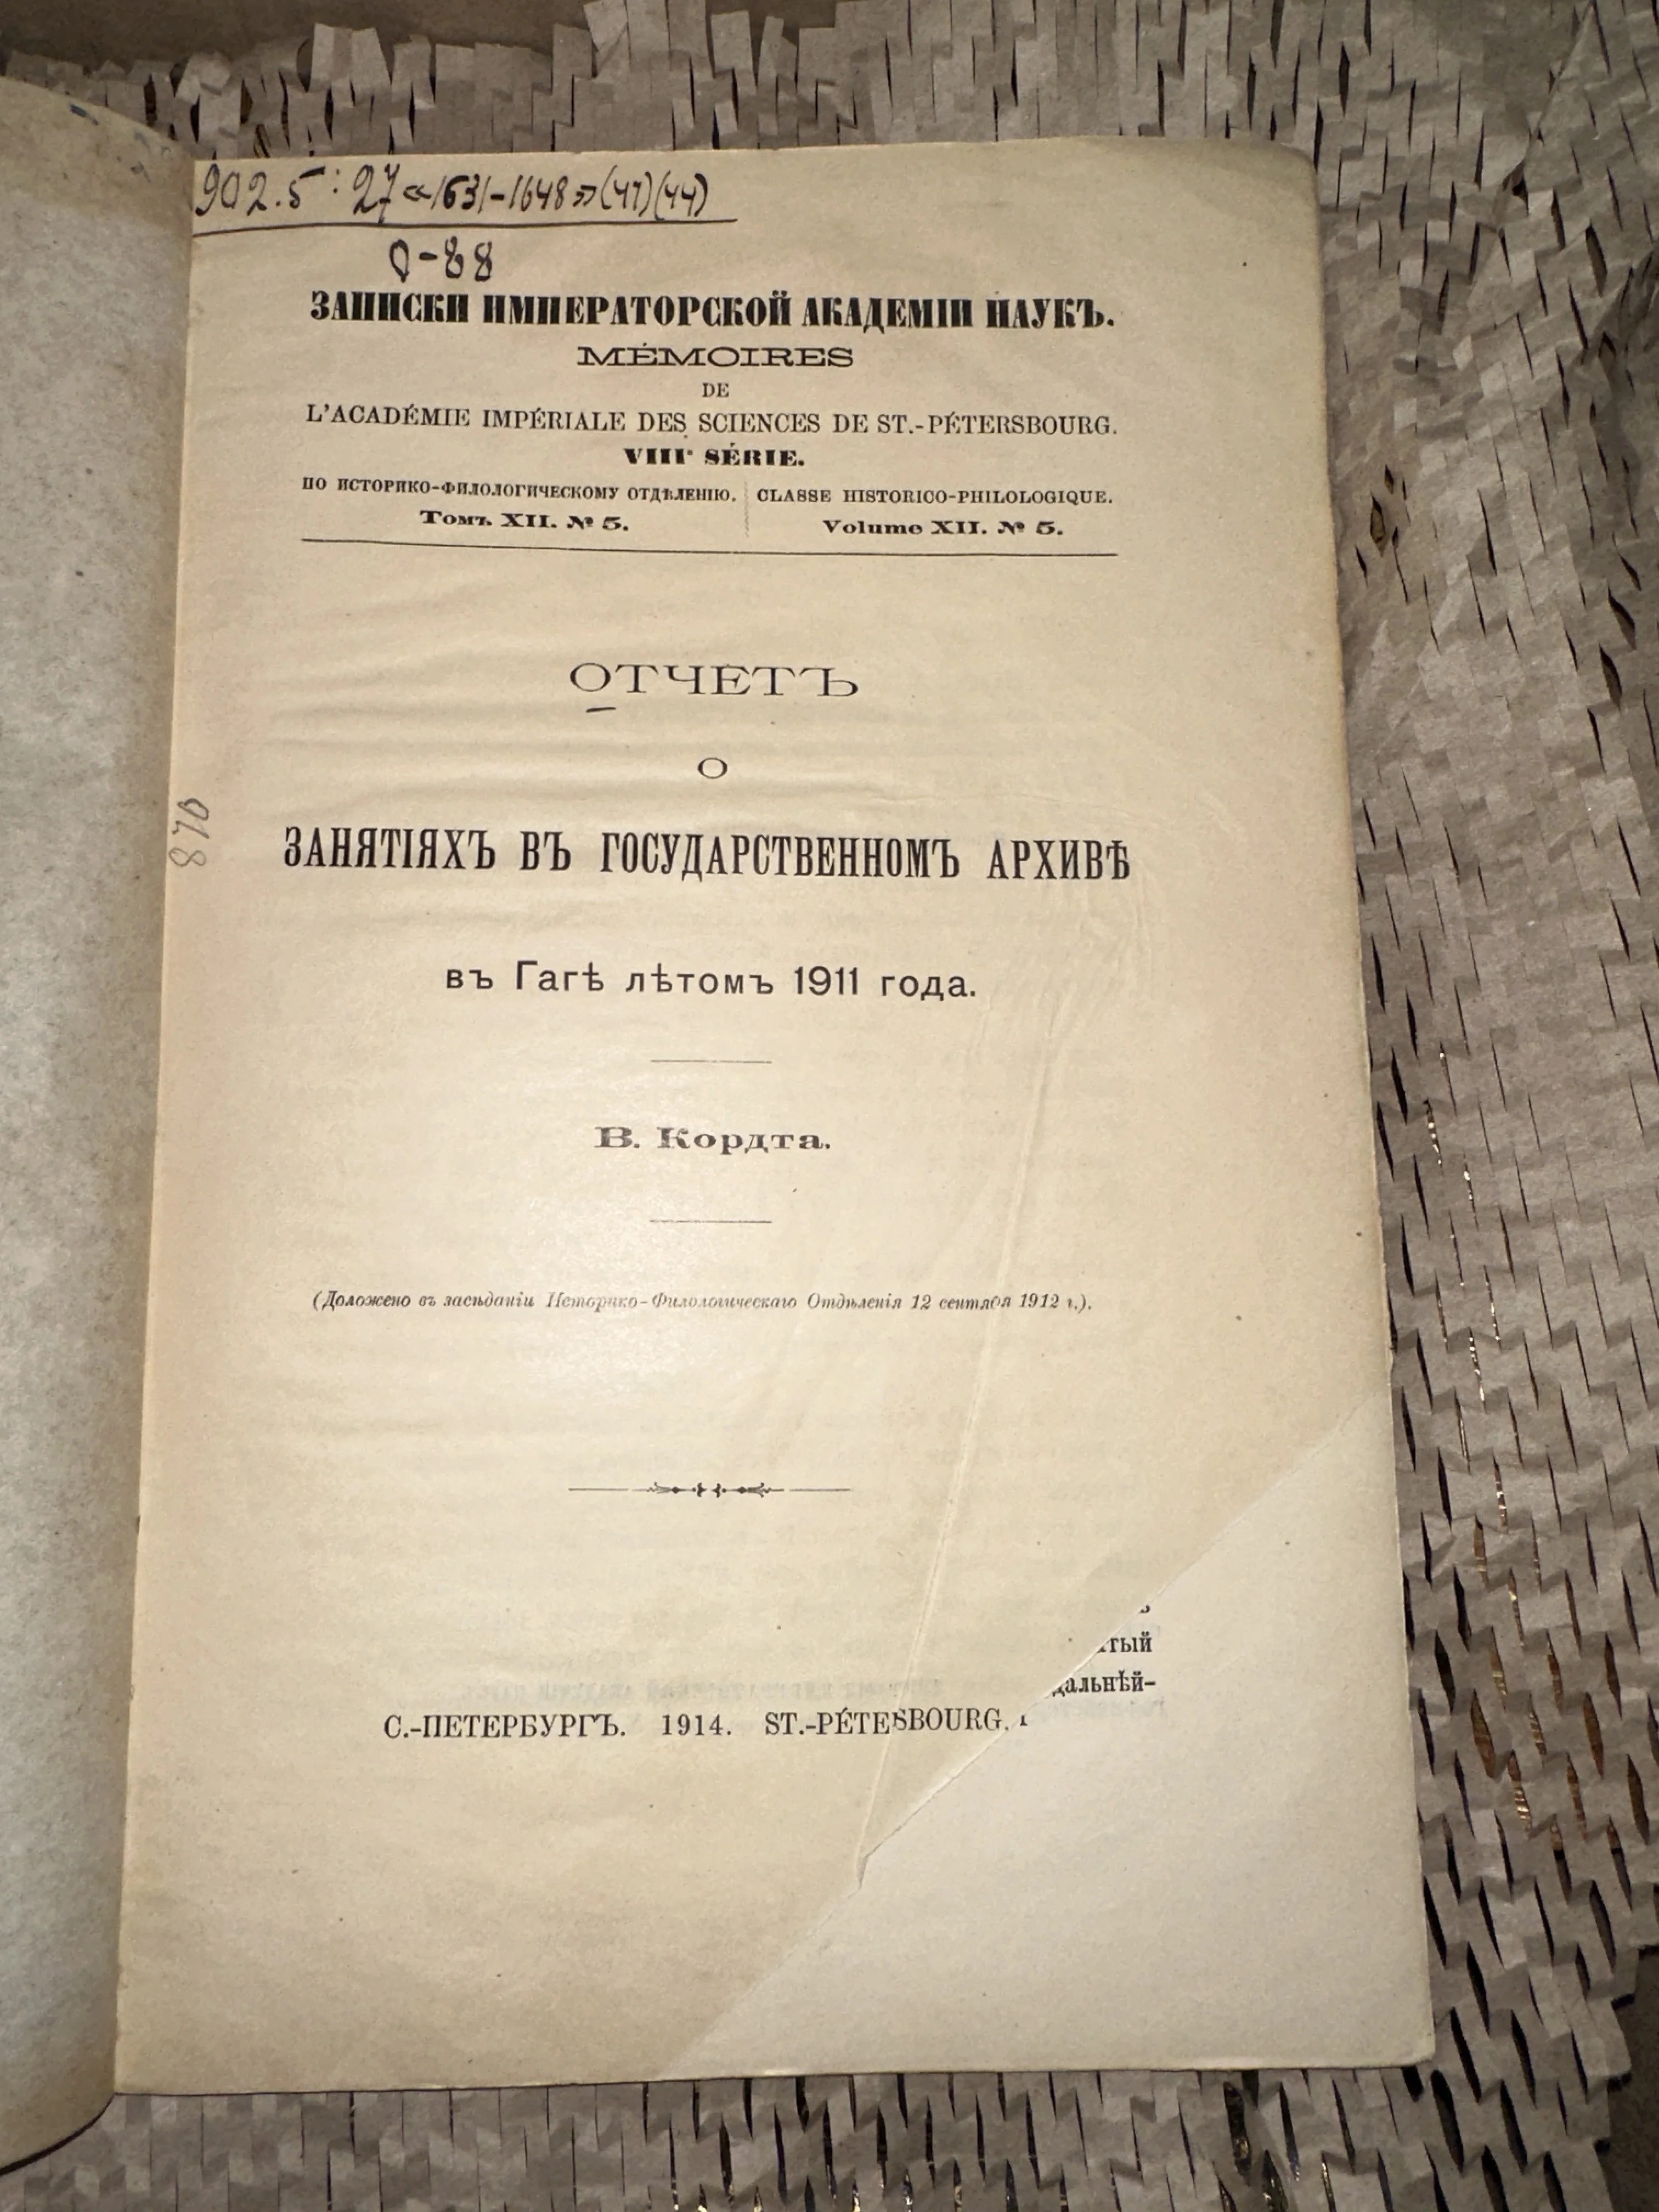 902.5:27«1631-1648»(47)(44)
О-88
ЗАПИСКИ ИМПЕРАТОРСКОЙ АКАДЕМІИ НАУКЪ.
MÉMOIRES
DE
L'ACADÉMIE IMPÉRIALE DES SCIENCES DE ST.-PÉTERSBOURG.
VIIIe SÉRIE.
ПО ИСТОРИКО-ФИЛОЛОГИЧЕСКОМУ ОТДѢЛЕНІЮ. CLASSE HISTORICO-PHILOLOGIQUE.
Томъ XII. № 5. Volume XII. № 5.
ОТЧЕТЪ
О
ЗАНЯТІЯХЪ ВЪ ГОСУДАРСТВЕННОМЪ АРХИВѢ
870
въ Гагѣ лѣтомъ 1911 года.
В. Кордта.
(Доложено въ засѣданіи Историко-Филологическаго Отдѣленія 12 сентября 1912 г.).
тый
дальнѣй-
С.-ПЕТЕРБУРГЪ. 1914. ST.-PÉTERSBOURG.